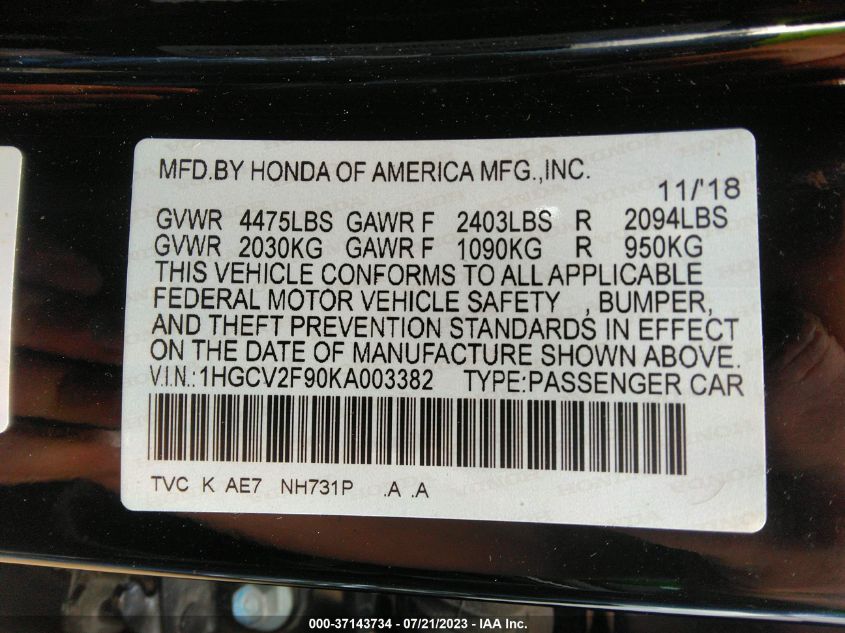 MFD.BY HONDA OF AMERICA MFG.,INC.
11/'18
GVWR 4475LBS GAWR F 2403LBS R 2094LBS
GVWR 2030KG GAWR F 1090KG R 950KG
THIS VEHICLE CONFORMS TO ALL APPLICABLE
FEDERAL MOTOR VEHICLE SAFETY , BUMPER,
AND THEFT PREVENTION STANDARDS IN EFFECT
ON THE DATE OF MANUFACTURE SHOWN ABOVE.
V.I.N.:1HGCV2F90KA003382 TYPE:PASSENGER CAR
TVC K AE7 NH731P .A .A
000-37143734 - 07/21/2023 - IAA Inc.